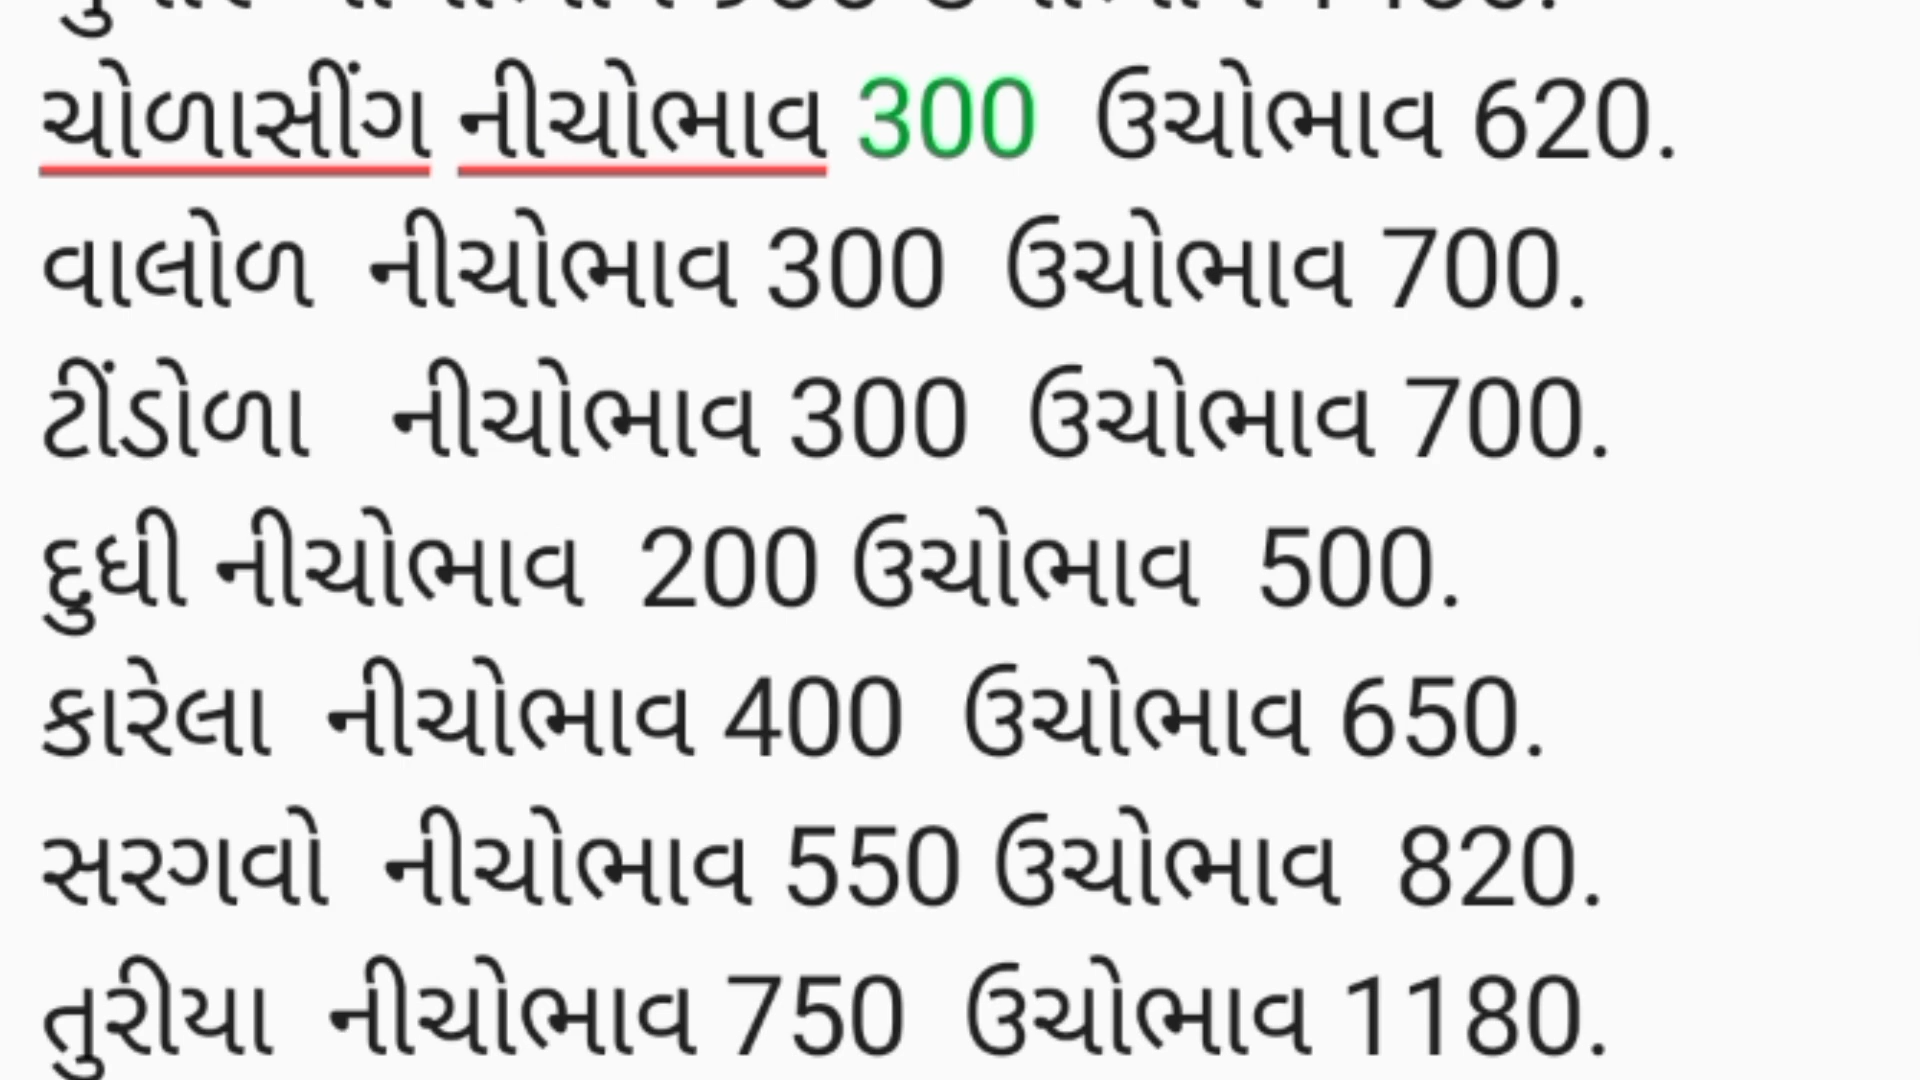 ચોળાસીંગ નીચોભાવ 300 ઉચોભાવ 620.
વાલોળ નીચોભાવ 300 ઉચોભાવ 700.
ટીંડોળા નીચોભાવ 300 ઉચોભાવ 700.
દુધી નીચોભાવ 200 ઉચોભાવ 500.
કારેલા નીચોભાવ 400 ઉચોભાવ 650.
સરગવો નીચોભાવ 550 ઉચોભાવ 820.
તુરીયા નીચોભાવ 750 ઉચોભાવ 1180.